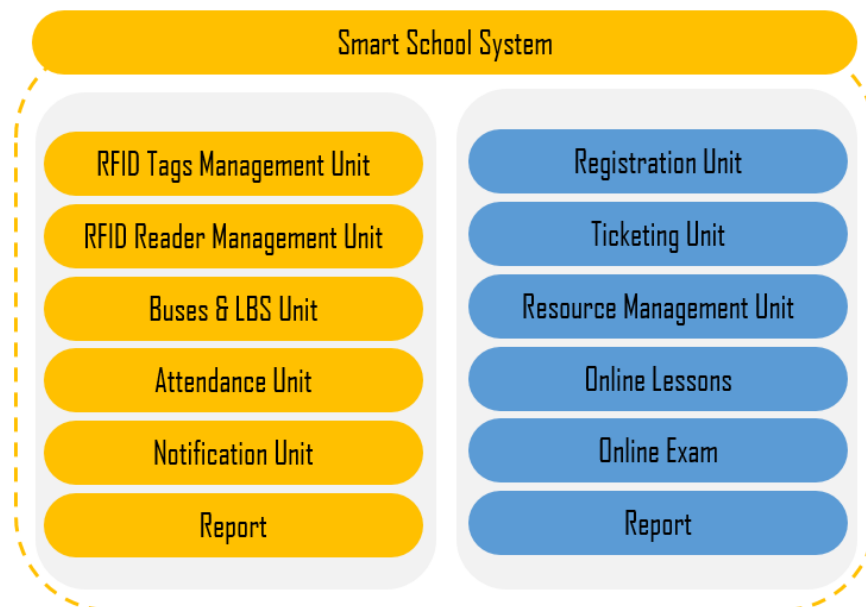 Smart School System
RFID Tags Management Unit
RFID Reader Management Unit
Buses & LBS Unit
Attendance Unit
Notification Unit
Report
Registration Unit
Ticketing Unit
Resource Management Unit
Online Lessons
Online Exam
Report